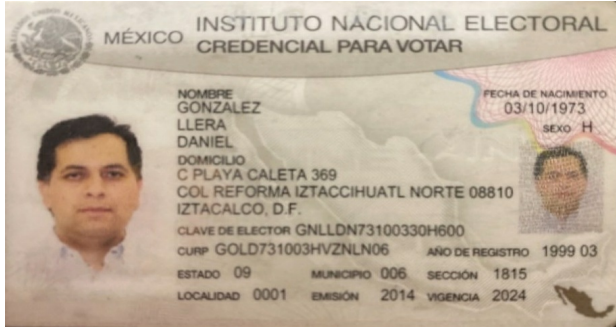 MÉXICO INSTITUTO NACIONAL ELECTORAL
CREDENCIAL PARA VOTAR
NOMBRE
GONZALEZ
LLERA
DANIEL
FECHA DE NACIMIENTO
03/10/1973
SEXO H
DOMICILIO
C PLAYA CALETA 369
COL REFORMA IZTACCIHUATL NORTE 08810
IZTACALCO, D.F.
CLAVE DE ELECTOR GNLLDN73100330H600
CURP GOLD731003HVZNLN06 AÑO DE REGISTRO 1999 03
ESTADO 09 MUNICIPIO 006 SECCIÓN 1815
LOCALIDAD 0001 EMISIÓN 2014 VIGENCIA 2024